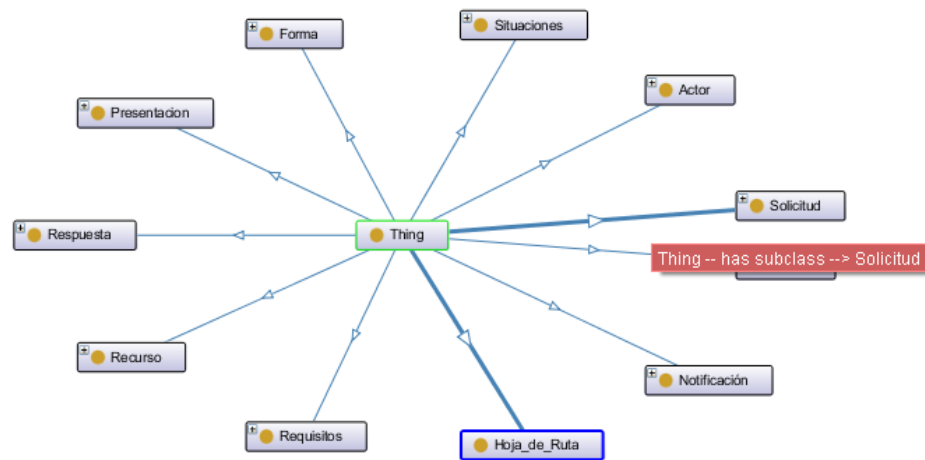 Situaciones
Forma
Actor
Presentacion
Solicitud
Respuesta
Thing
Thing -- has subclass --> Solicitud
Recurso
Notificación
Requisitos
Hoja_de_Ruta